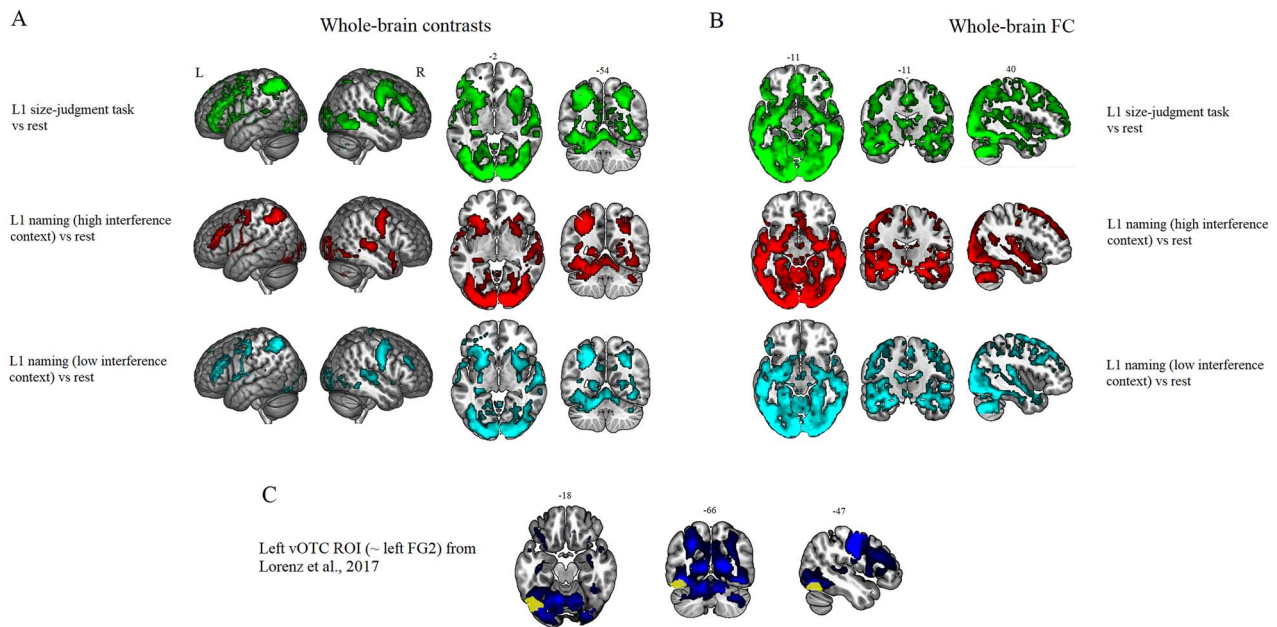 A
Whole-brain contrasts
B
Whole-brain FC
L
R
-2
-54
-11
-11
40
L1 size-judgment task
vs rest
L1 size-judgment task
vs rest
L1 naming (high interference
context) vs rest
L1 naming (high interference
context) vs rest
L1 naming (low interference
context) vs rest
L1 naming (low interference
context) vs rest
C
-18
-66
-47
Left vOTC ROI (~ left FG2) from
Lorenz et al., 2017